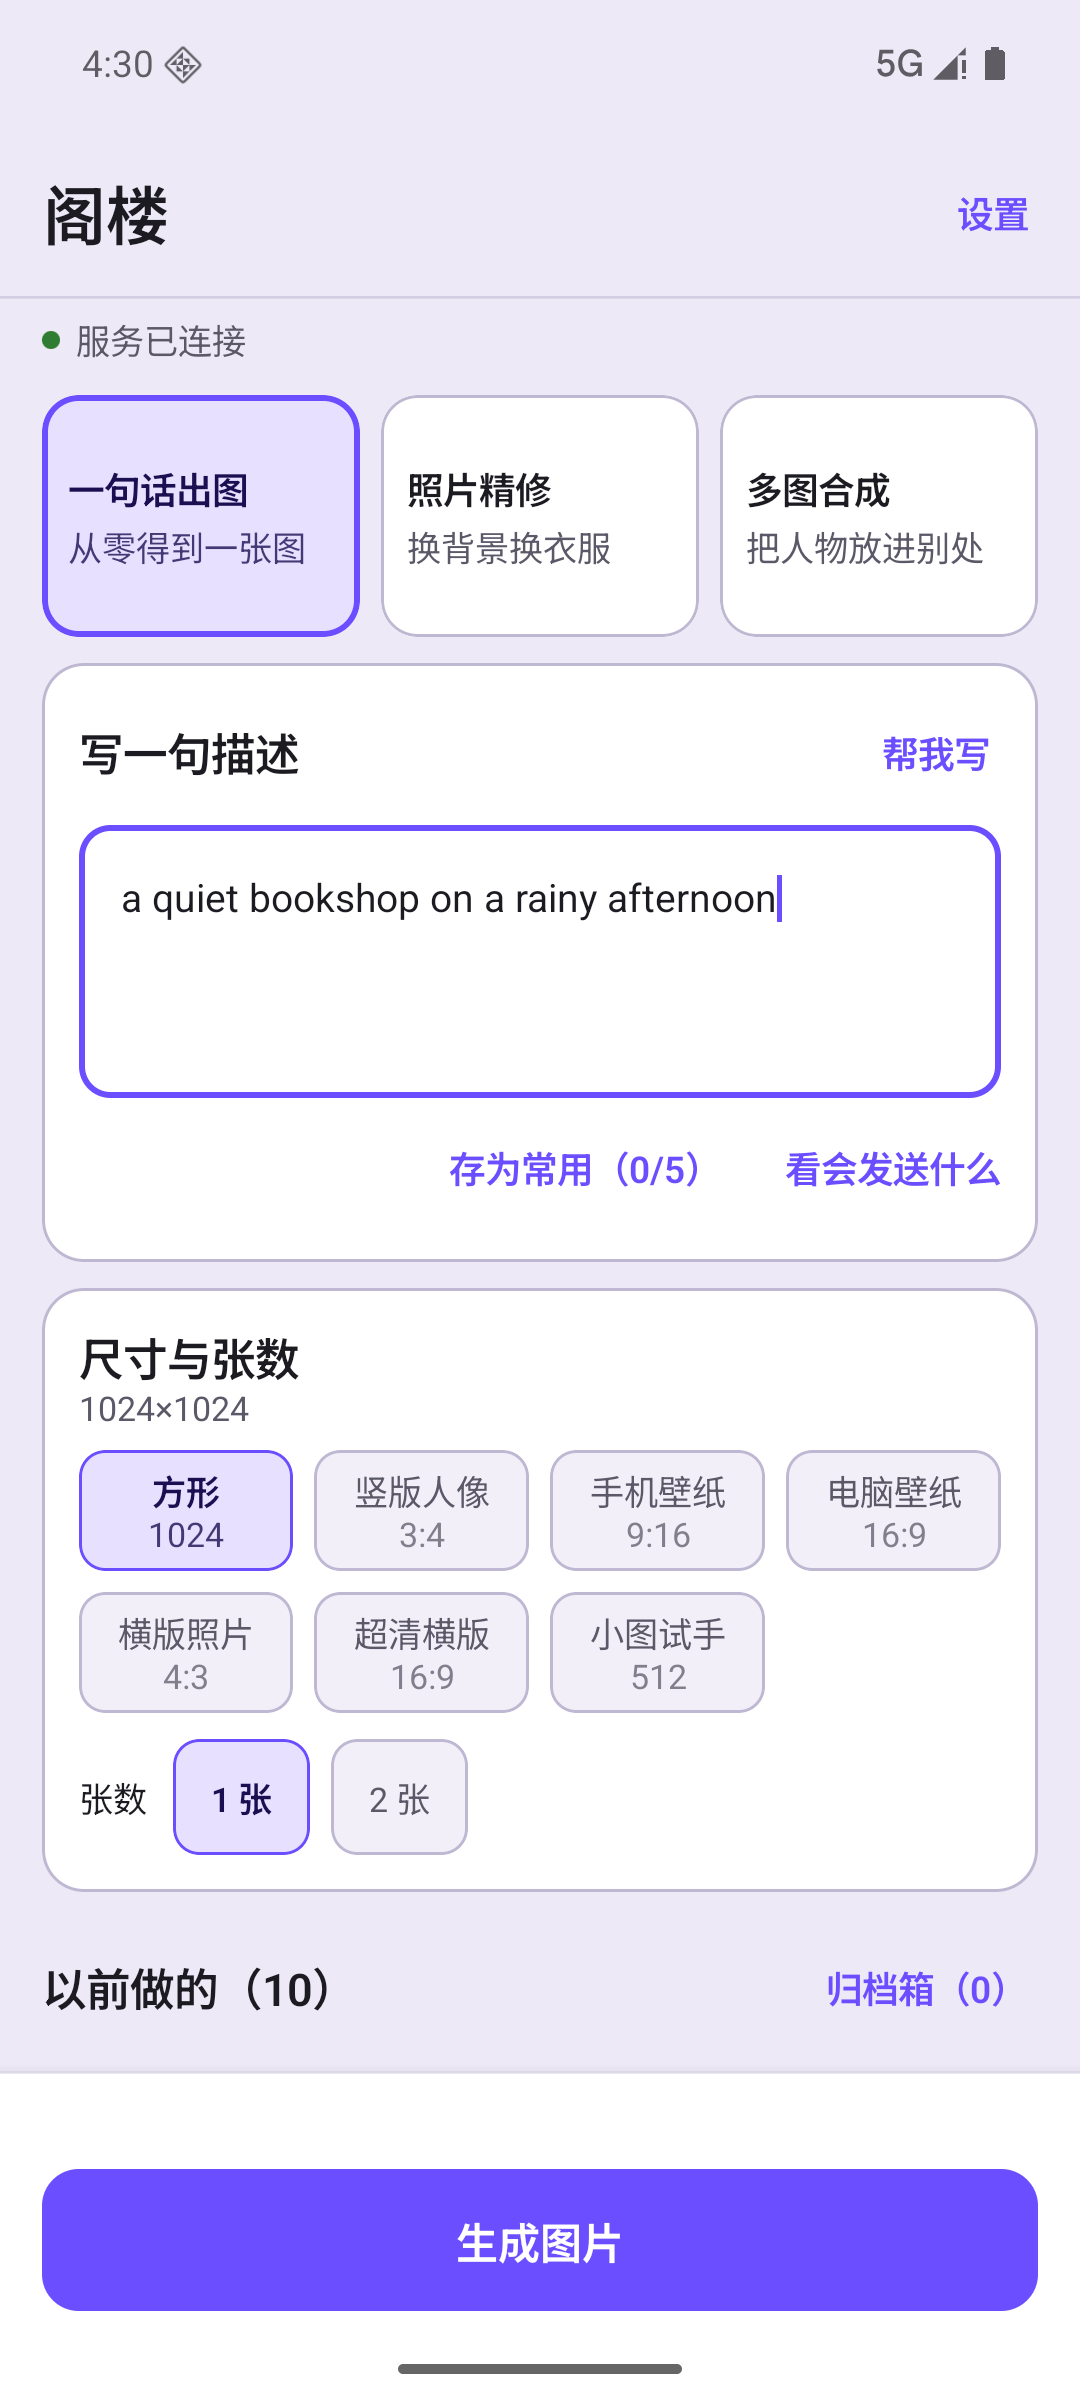 4:30 5G
阁楼 设置
服务已连接
一句话出图 照片精修 多图合成
从零得到一张图 换背景换衣服 把人物放进别处
写一句描述 帮我写
a quiet bookshop on a rainy afternoon
存为常用（0/5） 看会发送什么
尺寸与张数
1024×1024
方形 竖版人像 手机壁纸 电脑壁纸
1024 3:4 9:16 16:9
横版照片 超清横版 小图试手
4:3 16:9 512
张数 1 张 2 张
以前做的（10） 归档箱（0）
生成图片